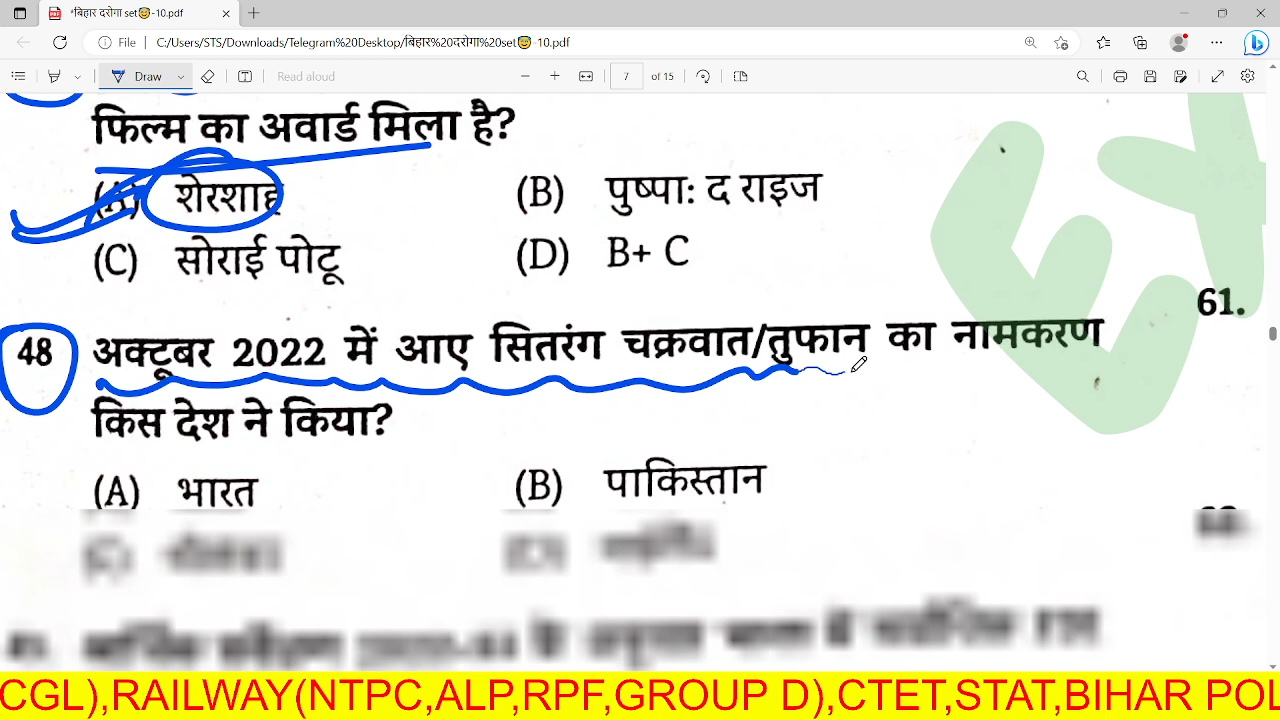 *बिहार दरोगा set😇-10.pdf
File C:/Users/STS/Downloads/Telegram%20Desktop/बिहार%20दरोगा%20set😇-10.pdf
Draw Read aloud 7 of 15
फिल्म का अवार्ड मिला है?
(A) शेरशाह (B) पुष्पा: द राइज
(C) सोराई पोटू (D) B+ C
61.
48 अक्टूबर 2022 में आए सितरंग चक्रवात/तुफान का नामकरण
किस देश ने किया?
(A) भारत (B) पाकिस्तान
CGL),RAILWAY(NTPC,ALP,RPF,GROUP D),CTET,STAT,BIHAR POL